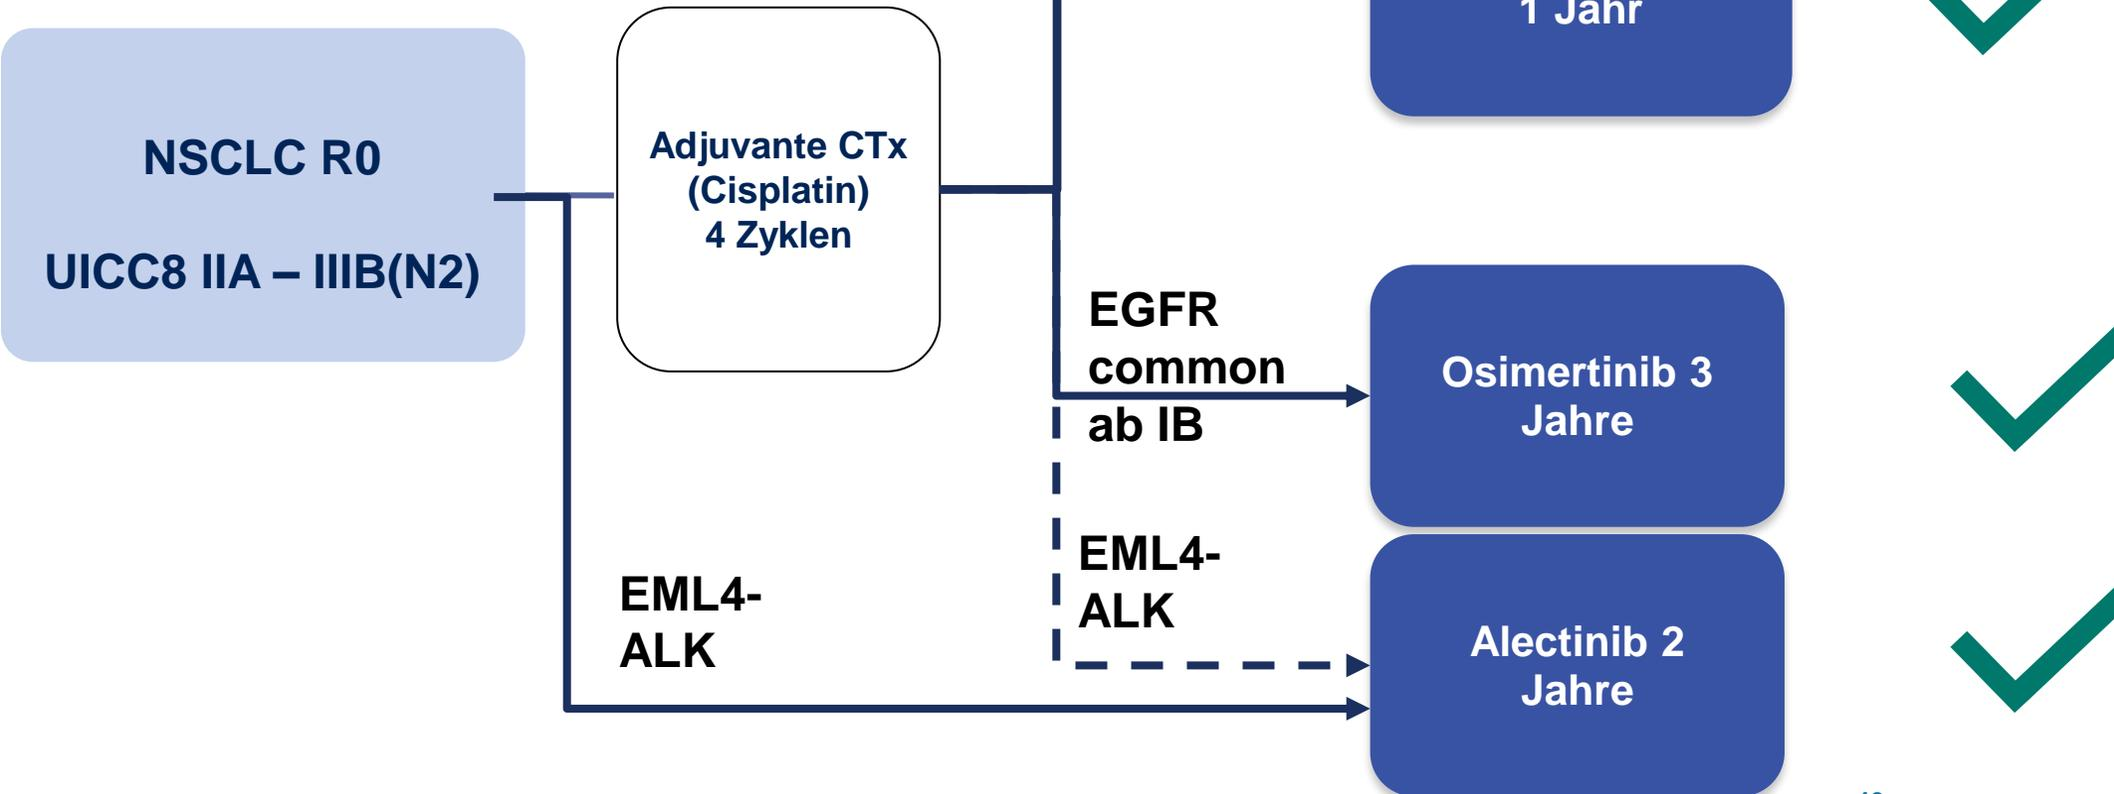 1 Jahr
NSCLC R0
UICC8 IIA – IIIB(N2)
Adjuvante CTx
(Cisplatin)
4 Zyklen
EGFR
common
ab IB
Osimertinib 3
Jahre
EML4-
ALK
EML4-
ALK
Alectinib 2
Jahre